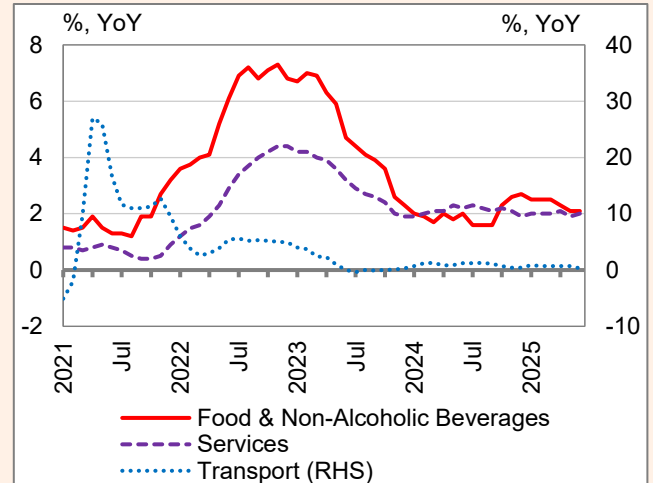 %, YoY %, YoY
8 40
6 30
4 20
2 10
0 0
-2 -10
2021 Jul 2022 Jul 2023 Jul 2024 Jul 2025
Food & Non-Alcoholic Beverages
Services
Transport (RHS)